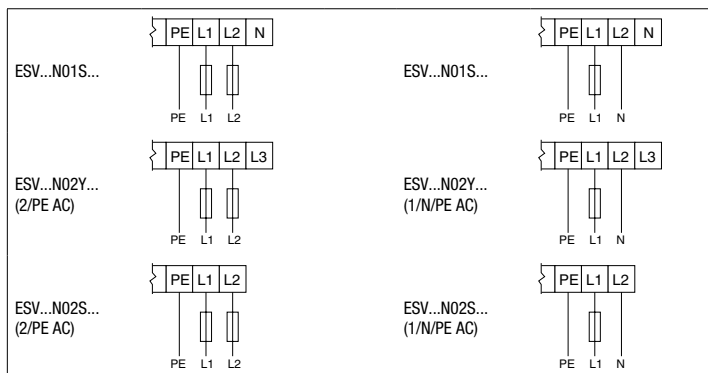 PE L1 L2 N
ESV...N01S...
PE L1 L2
PE L1 L2 N
ESV...N01S...
PE L1 N
PE L1 L2 L3
ESV...N02Y...
(2/PE AC)
PE L1 L2
PE L1 L2 L3
ESV...N02Y...
(1/N/PE AC)
PE L1 N
PE L1 L2
ESV...N02S...
(2/PE AC)
PE L1 L2
PE L1 L2
ESV...N02S...
(1/N/PE AC)
PE L1 N